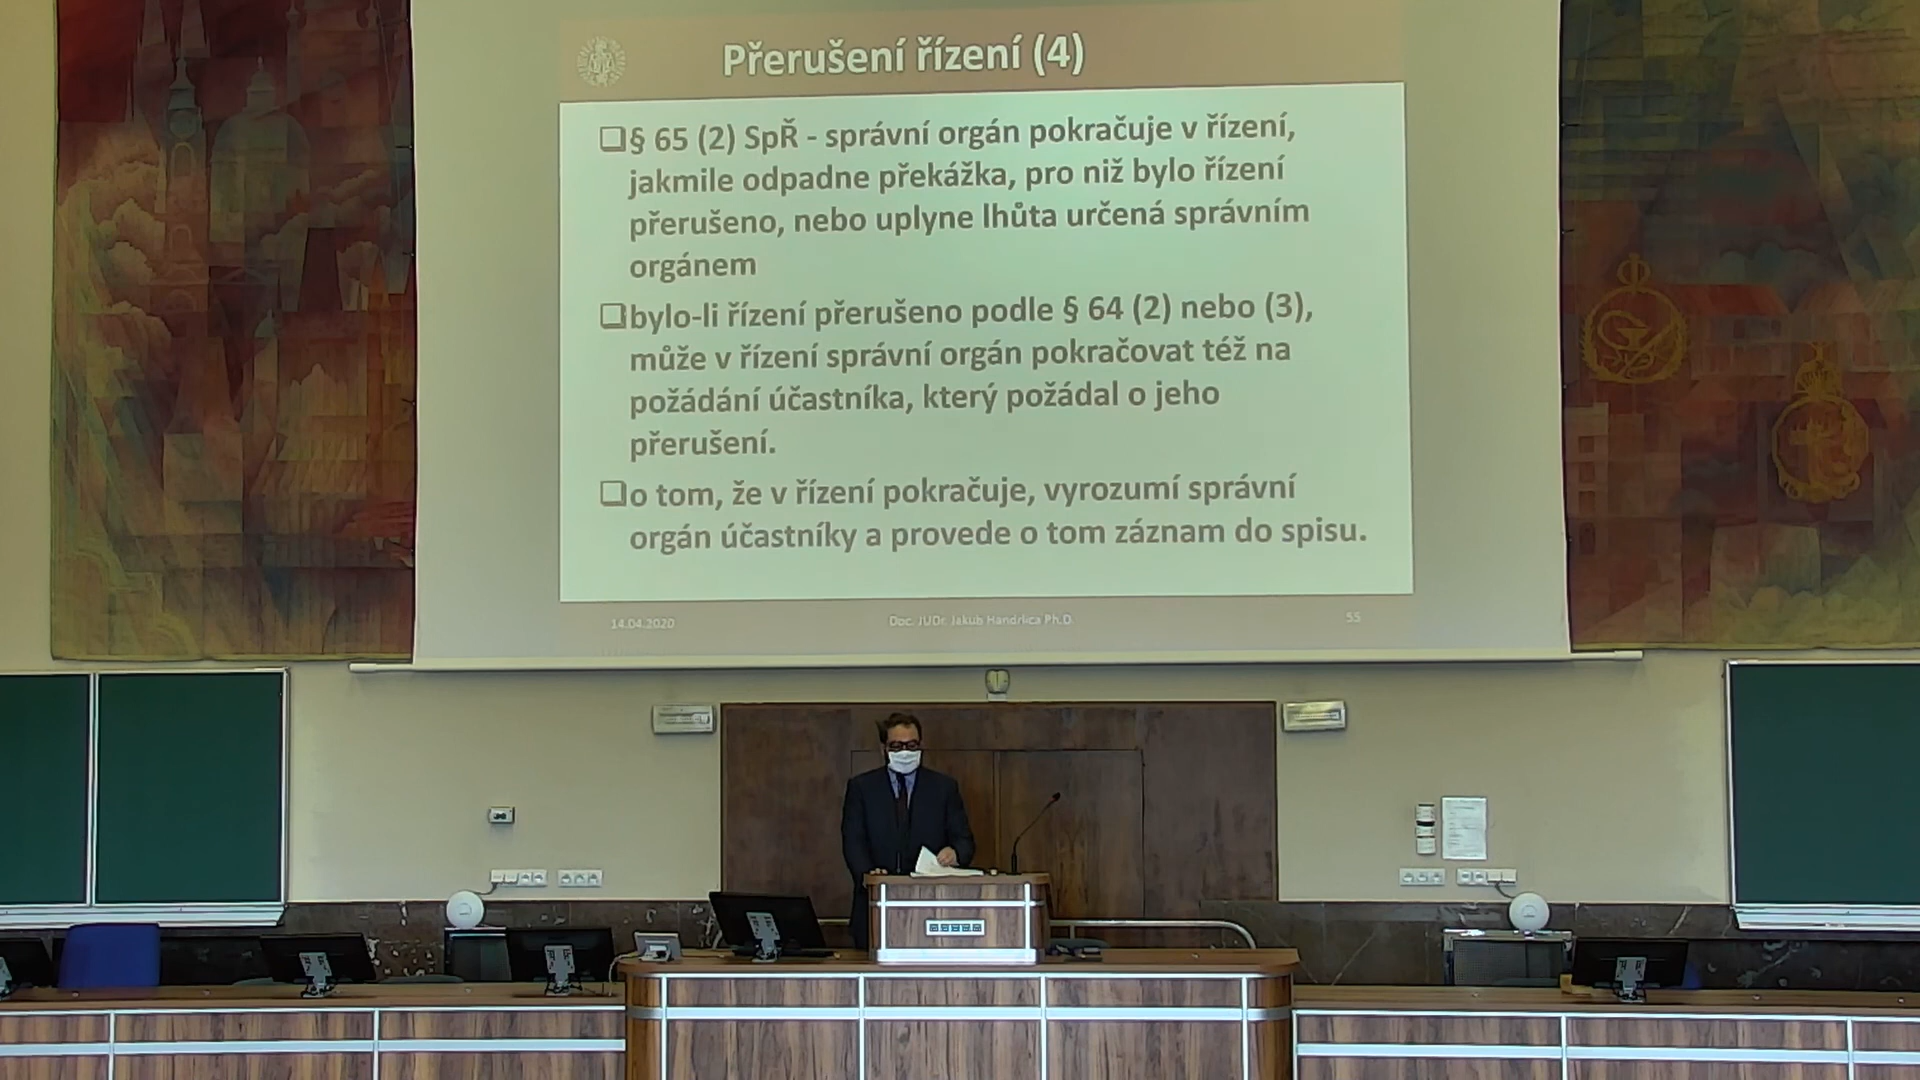 Přerušení řízení (4)
❑§ 65 (2) SpŘ - správní orgán pokračuje v řízení,
jakmile odpadne překážka, pro niž bylo řízení
přerušeno, nebo uplyne lhůta určená správním
orgánem
❑bylo-li řízení přerušeno podle § 64 (2) nebo (3),
může v řízení správní orgán pokračovat též na
požádání účastníka, který požádal o jeho
přerušení.
❑o tom, že v řízení pokračuje, vyrozumí správní
orgán účastníky a provede o tom záznam do spisu.
14.04.2020
Doc. JUDr. Jakub Handrlica Ph.D.
55